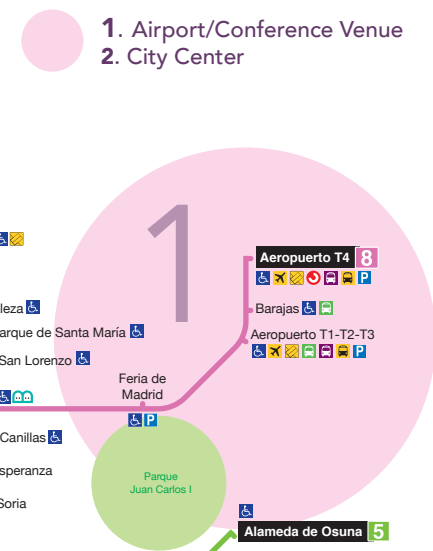 1. Airport/Conference Venue
2. City Center
1
Aeropuerto T4 8
P
leza
Barajas
arque de Santa María
Aeropuerto T1-T2-T3
P
San Lorenzo
Feria de
Madrid
P
Canillas
speranza
Parque
Juan Carlos I
Soria
Alameda de Osuna 5